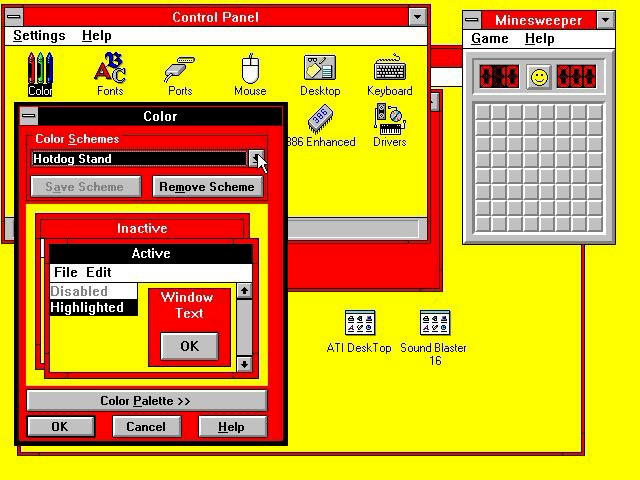 Control Panel
Settings Help
Color
Fonts
Ports
Mouse
Desktop
Keyboard
386 Enhanced
Drivers
Color
Color Schemes
Hotdog Stand
Save Scheme
Remove Scheme
Inactive
Active
File Edit
Disabled
Highlighted
Window
Text
OK
Color Palette >>
OK
Cancel
Help
Minesweeper
Game Help
ATI DeskTop
Sound Blaster
16